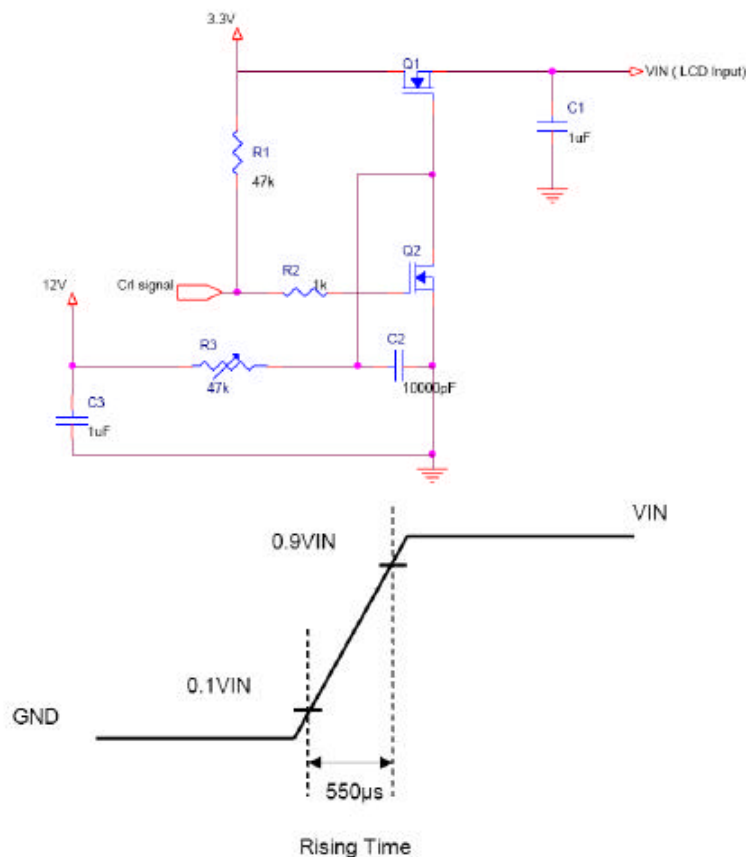 3.3V
Q1
VIN ( LCD Input)
C1
1uF
R1
47k
Q2
12V
Crl signal
R2
1k
R3
47k
C2
10000pF
C3
1uF
VIN
0.9VIN
0.1VIN
GND
550µs
Rising Time